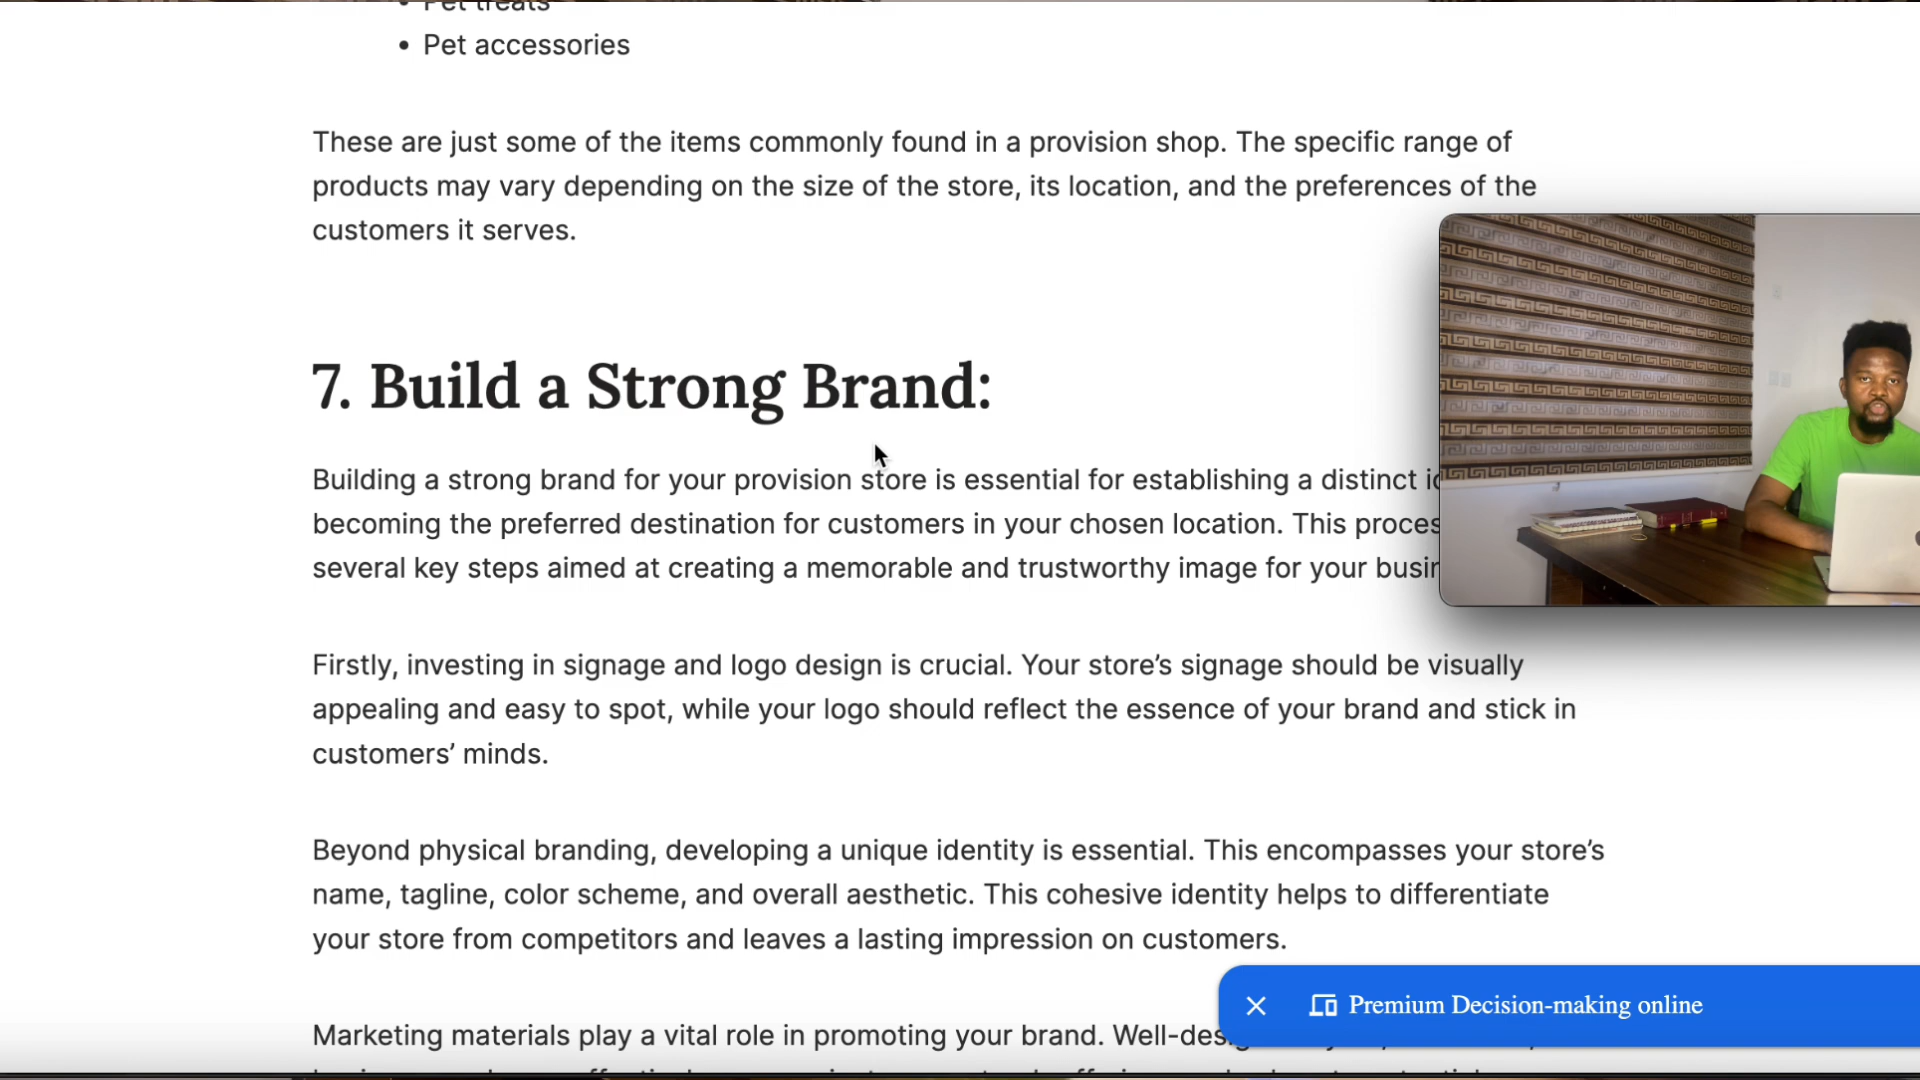 Pet treats
Pet accessories
These are just some of the items commonly found in a provision shop. The specific range of
products may vary depending on the size of the store, its location, and the preferences of the
customers it serves.
7. Build a Strong Brand:
Building a strong brand for your provision store is essential for establishing a distinct
becoming the preferred destination for customers in your chosen location. This
several key steps aimed at creating a memorable and trustworthy image for your
Firstly, investing in signage and logo design is crucial. Your store’s signage should be visually
appealing and easy to spot, while your logo should reflect the essence of your brand and stick in
customers’ minds.
Beyond physical branding, developing a unique identity is essential. This encompasses your store’s
name, tagline, color scheme, and overall aesthetic. This cohesive identity helps to differentiate
your store from competitors and leaves a lasting impression on customers.
Premium Decision-making online
Marketing materials play a vital role in promoting your brand.